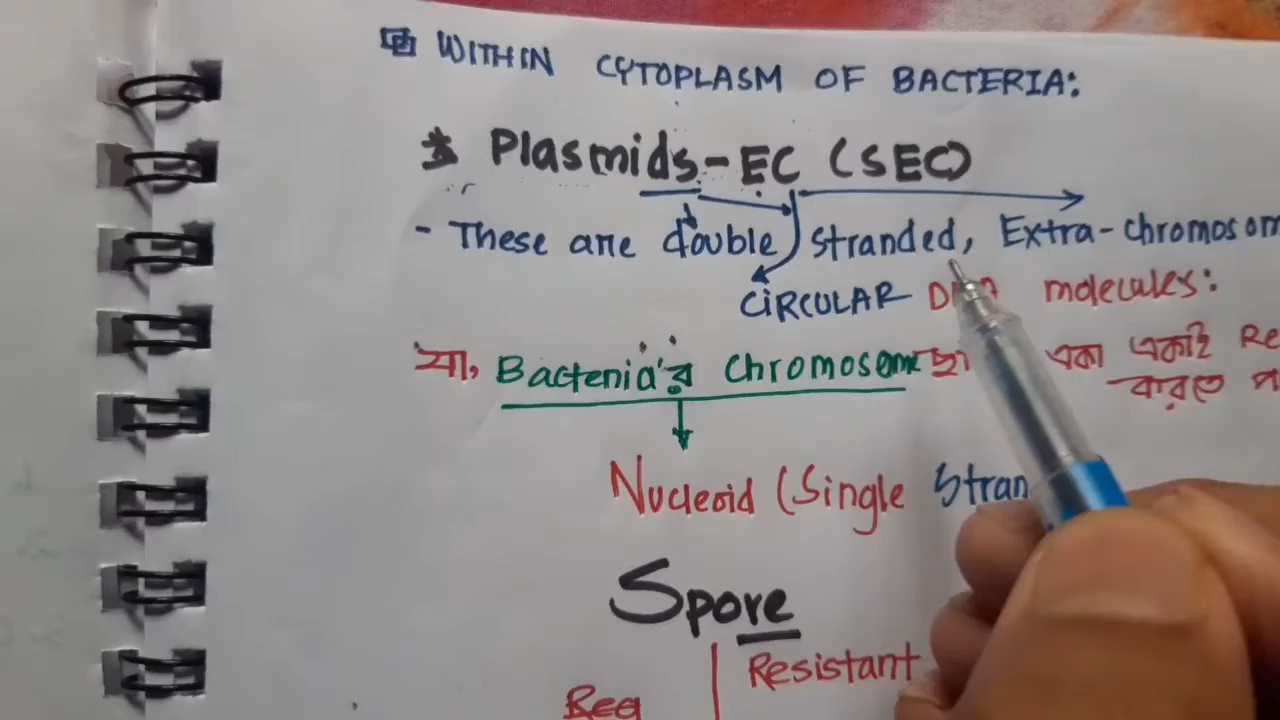 WITHIN CYTOPLASM OF BACTERIA:
* Plasmids-EC (SEC)
- These are double stranded, Extra-chromosom
CIRCULAR molecules:
যা, Bacteria'র Chromosome একা একাই Re
করতে প
Nucleoid (Single Stran
Spore
Resistant
Req